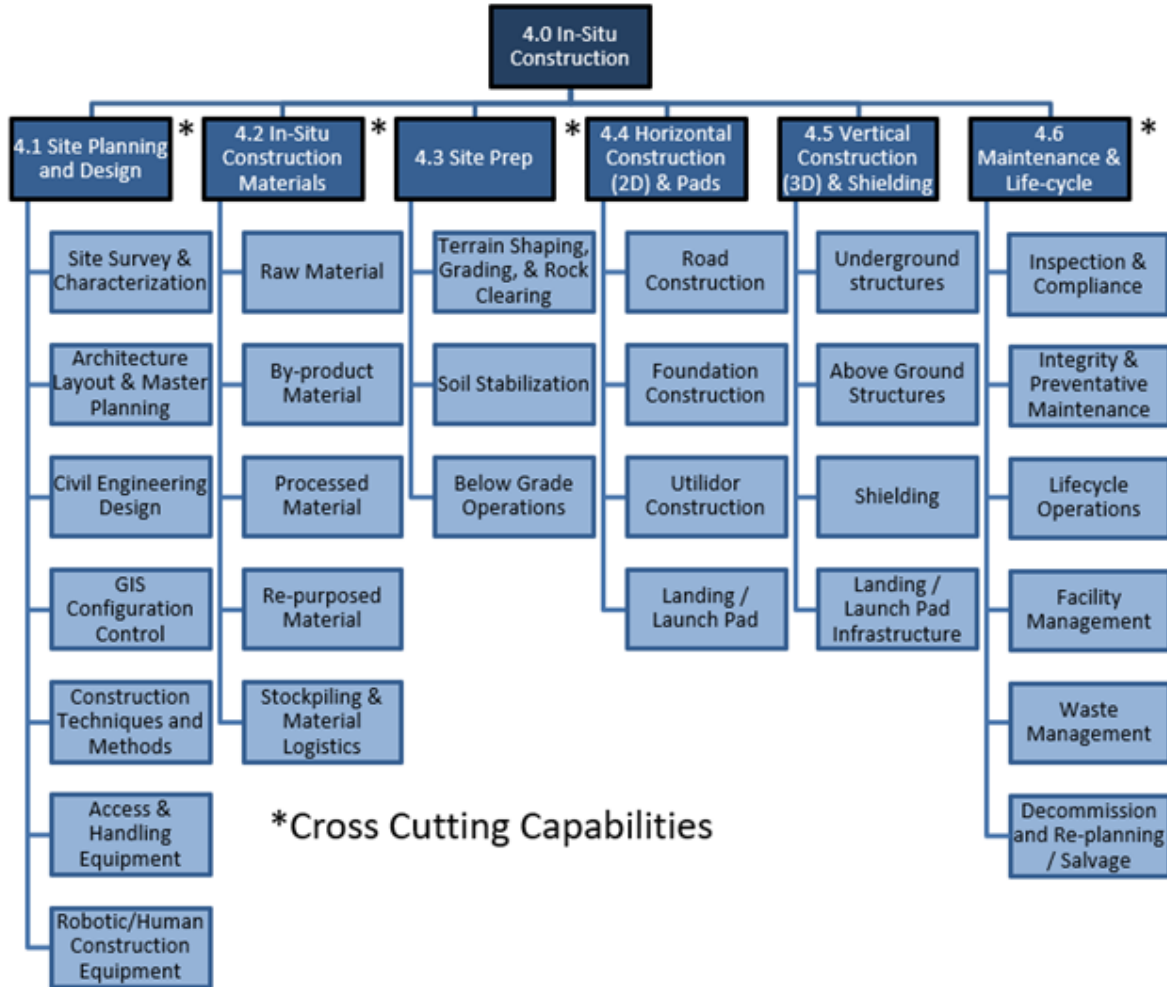 4.0 In-Situ
Construction
4.1 Site Planning
and Design
*
Site Survey &
Characterization
Architecture
Layout & Master
Planning
Civil Engineering
Design
GIS
Configuration
Control
Construction
Techniques and
Methods
Access &
Handling
Equipment
Robotic/Human
Construction
Equipment
4.2 In-Situ
Construction
Materials
*
Raw Material
By-product
Material
Processed
Material
Re-purposed
Material
Stockpiling &
Material
Logistics
4.3 Site Prep
*
Terrain Shaping,
Grading, & Rock
Clearing
Soil Stabilization
Below Grade
Operations
4.4 Horizontal
Construction
(2D) & Pads
Road
Construction
Foundation
Construction
Utilidor
Construction
Landing /
Launch Pad
4.5 Vertical
Construction
(3D) & Shielding
Underground
structures
Above Ground
Structures
Shielding
Landing /
Launch Pad
Infrastructure
4.6
Maintenance &
Life-cycle
*
Inspection &
Compliance
Integrity &
Preventative
Maintenance
Lifecycle
Operations
Facility
Management
Waste
Management
Decommission
and Re-planning
/ Salvage
*Cross Cutting Capabilities